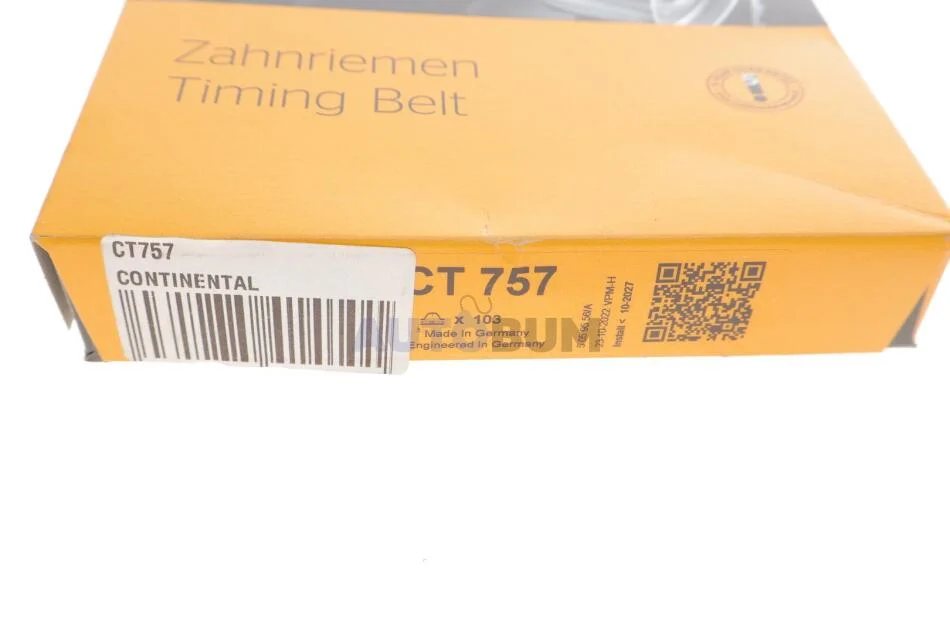 Zahnriemen
Timing Belt
CT757
CONTINENTAL
CT 757
x 103
Made In Germany
Engineered In Germany
23-10-2022 VPM-H
Install < 10-2027
AUTOBUM